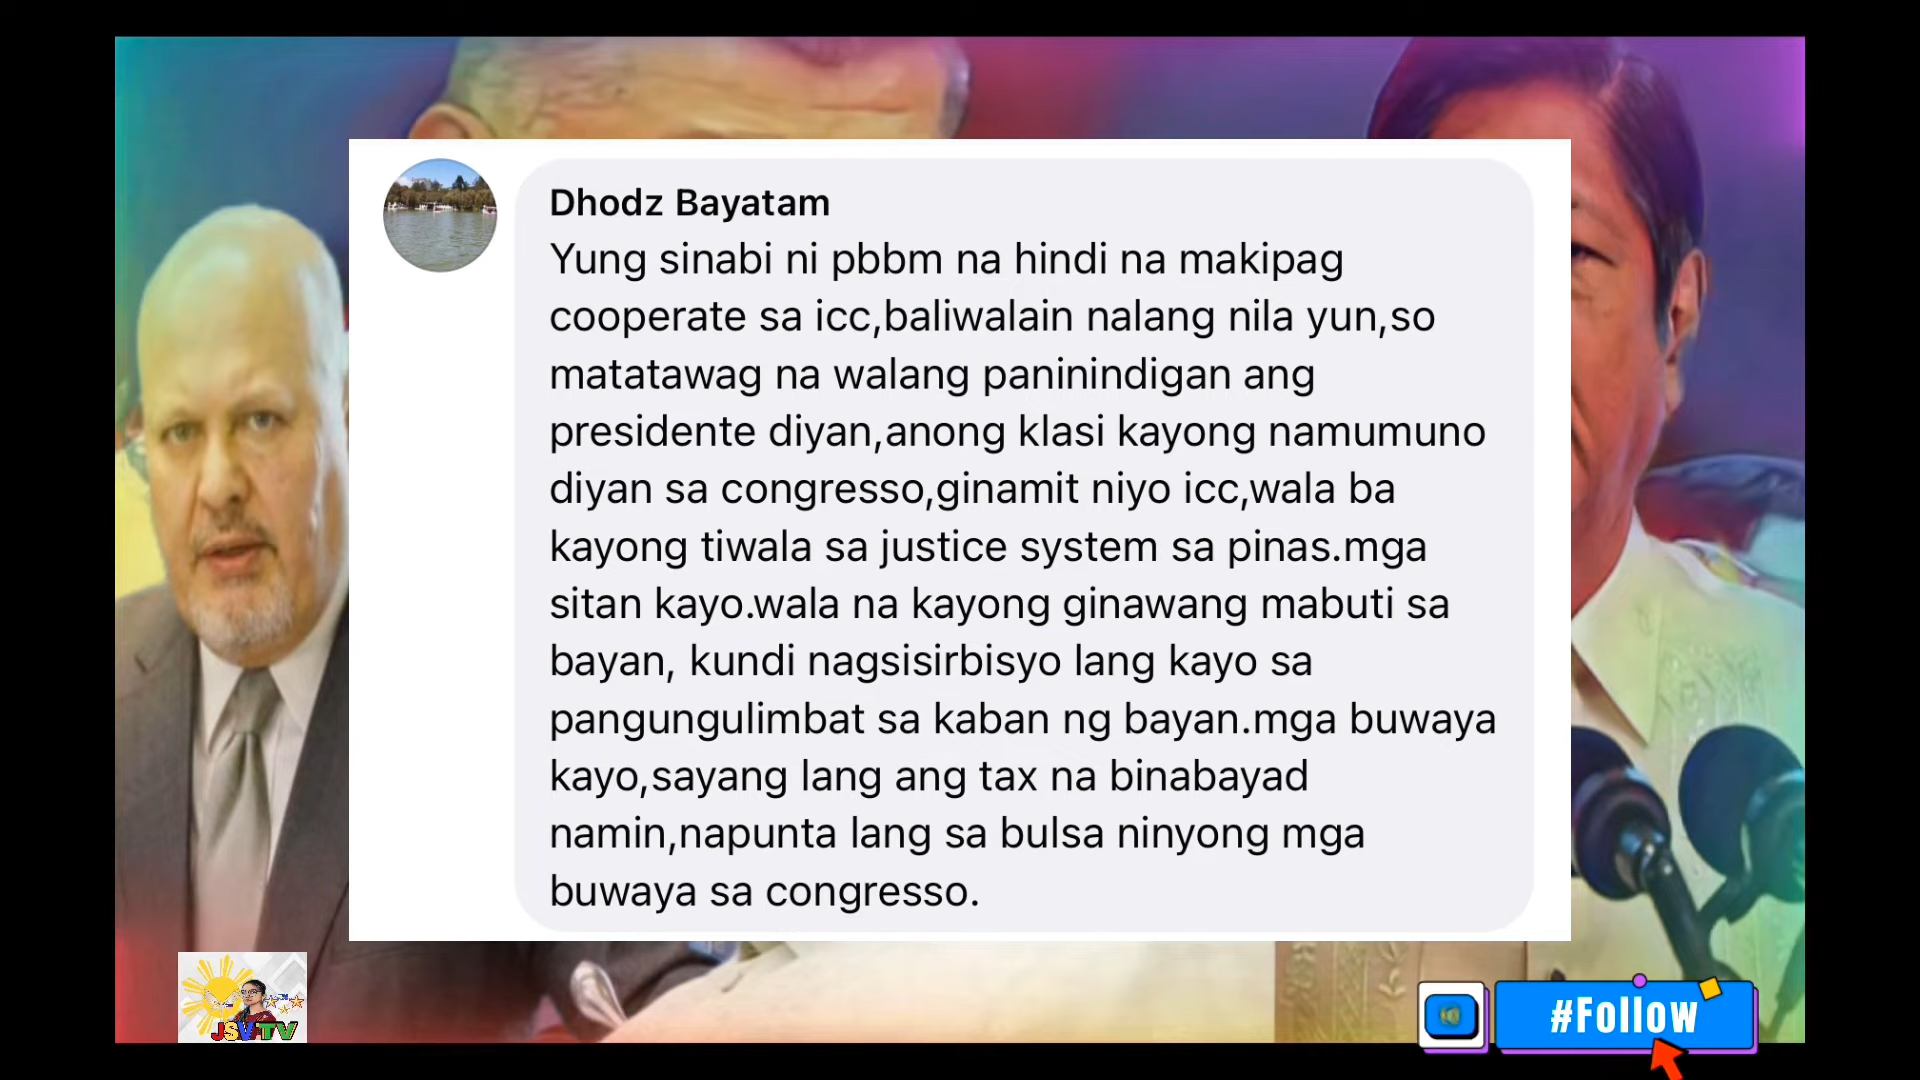 Dhodz Bayatam
Yung sinabi ni pbbm na hindi na makipag
cooperate sa icc,baliwalain nalang nila yun,so
matatawag na walang paninindigan ang
presidente diyan,anong klasi kayong namumuno
diyan sa congresso,ginamit niyo icc,wala ba
kayong tiwala sa justice system sa pinas.mga
sitan kayo.wala na kayong ginawang mabuti sa
bayan, kundi nagsisirbisyo lang kayo sa
pangungulimbat sa kaban ng bayan.mga buwaya
kayo,sayang lang ang tax na binabayad
namin,napunta lang sa bulsa ninyong mga
buwaya sa congresso.
JSV TV
#Follow